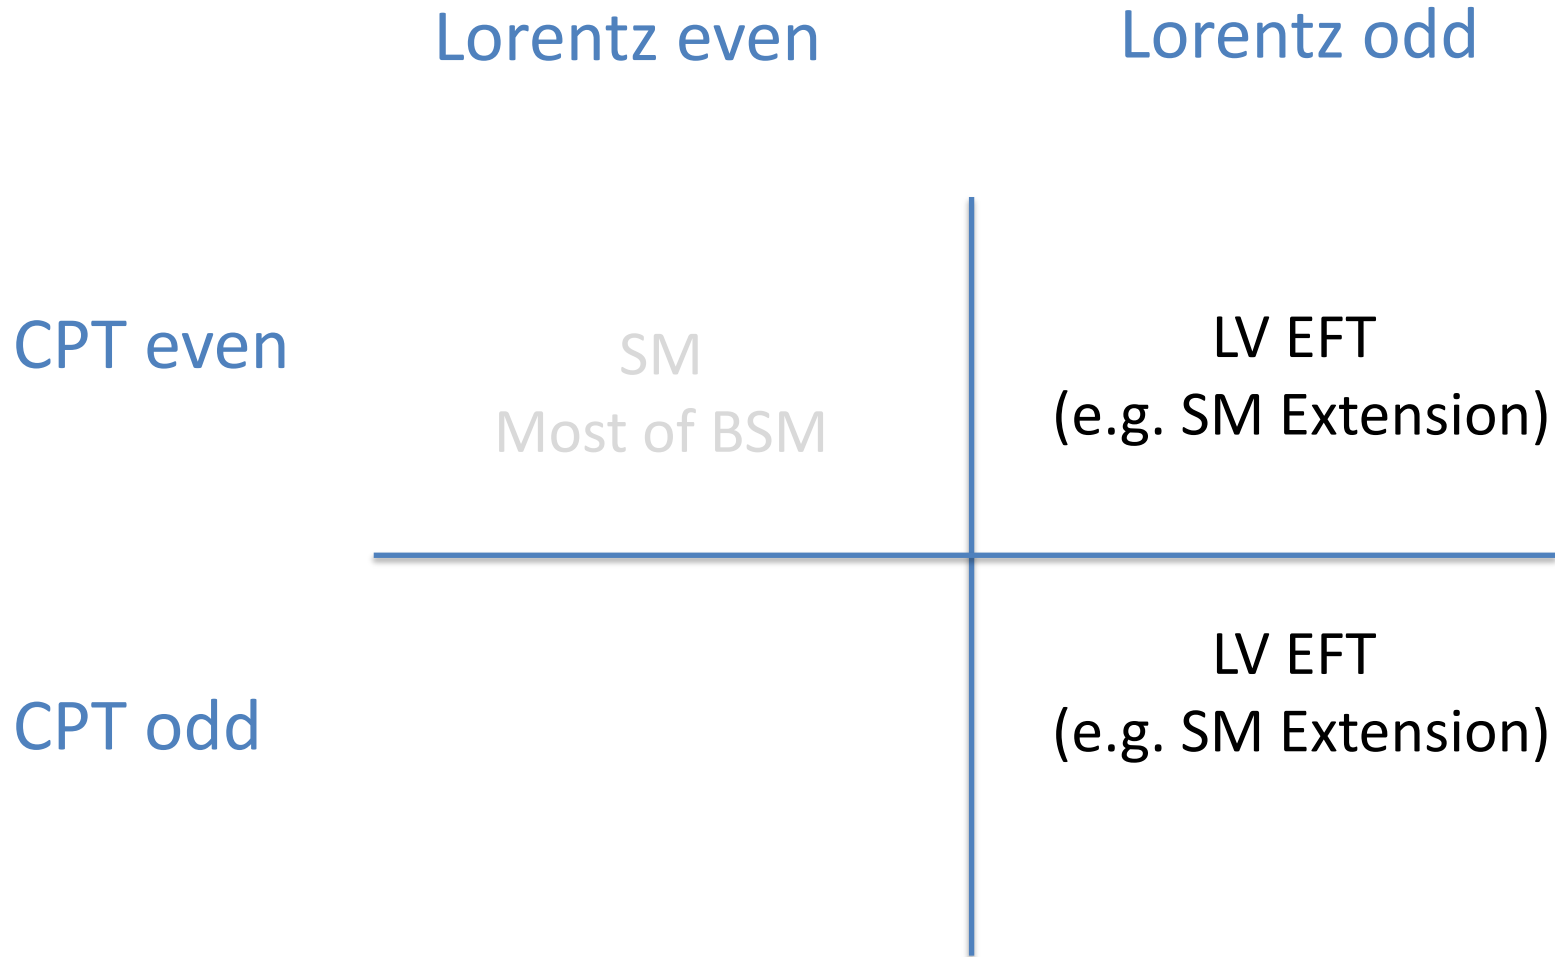 Lorentz even
Lorentz odd
CPT even
SM
Most of BSM
LV EFT
(e.g. SM Extension)
CPT odd
LV EFT
(e.g. SM Extension)